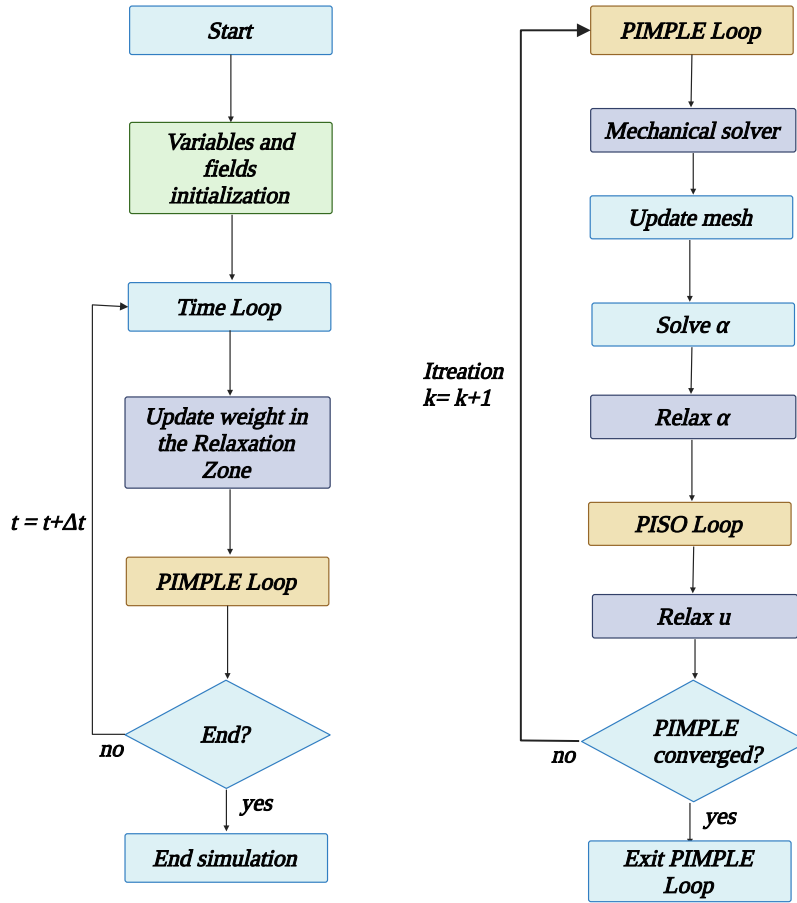 Start
Variables and
fields
initialization
Time Loop
Update weight in
the Relaxation
Zone
t = t+Δt
PIMPLE Loop
End?
no
yes
End simulation
PIMPLE Loop
Mechanical solver
Update mesh
Solve α
Itreation
k= k+1
Relax α
PISO Loop
Relax u
PIMPLE
converged?
no
yes
Exit PIMPLE
Loop